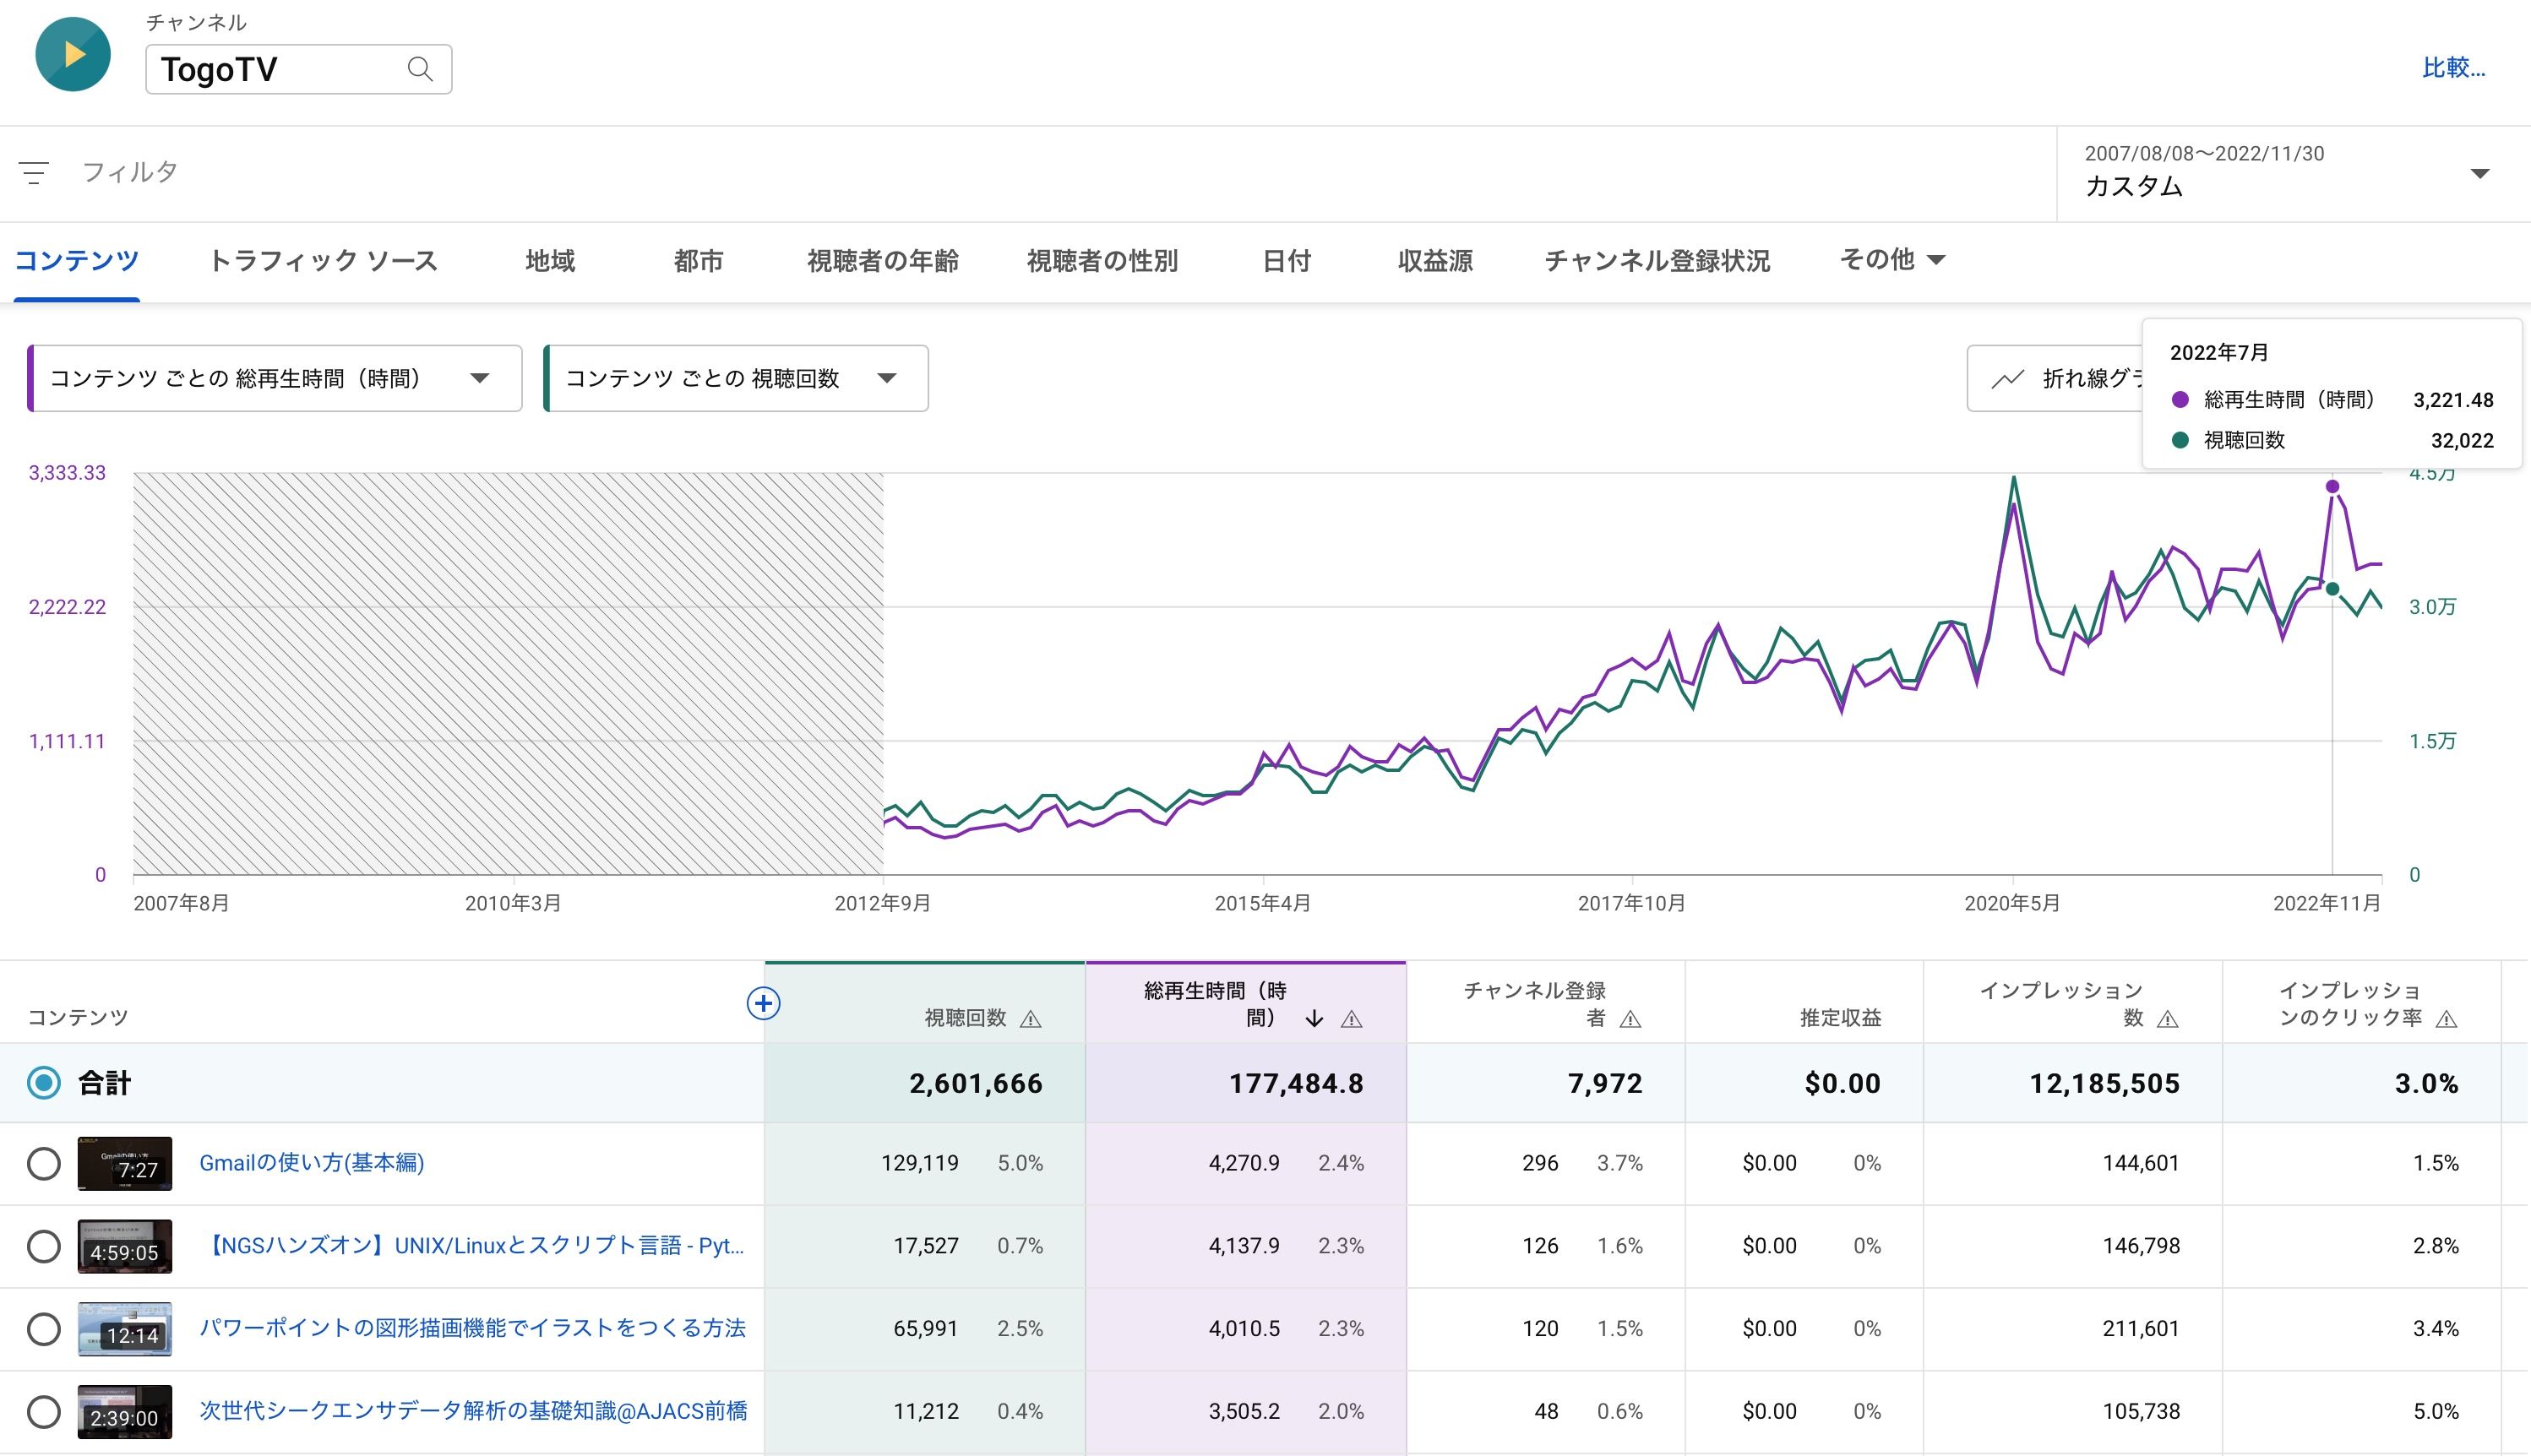 チャンネル
TogoTV
比較...
フィルタ
2007/08/08〜2022/11/30
カスタム
コンテンツ
トラフィック ソース
地域
都市
視聴者の年齢
視聴者の性別
日付
収益源
チャンネル登録状況
その他
コンテンツ ごとの 総再生時間（時間）
コンテンツ ごとの 視聴回数
折れ線グラ
2022年7月
総再生時間（時間） 3,221.48
視聴回数 32,022
3,333.33
2,222.22
1,111.11
0
4.5万
3.0万
1.5万
0
2007年8月
2010年3月
2012年9月
2015年4月
2017年10月
2020年5月
2022年11月
コンテンツ
視聴回数
総再生時間（時
間）
チャンネル登録
者
推定収益
インプレッション
数
インプレッショ
ンのクリック率
合計 2,601,666 177,484.8 7,972 $0.00 12,185,505 3.0%
7:27 Gmailの使い方(基本編) 129,119 5.0% 4,270.9 2.4% 296 3.7% $0.00 0% 144,601 1.5%
4:59:05 【NGSハンズオン】UNIX/Linuxとスクリプト言語 - Pyt... 17,527 0.7% 4,137.9 2.3% 126 1.6% $0.00 0% 146,798 2.8%
12:14 パワーポイントの図形描画機能でイラストをつくる方法 65,991 2.5% 4,010.5 2.3% 120 1.5% $0.00 0% 211,601 3.4%
2:39:00 次世代シークエンサデータ解析の基礎知識@AJACS前橋 11,212 0.4% 3,505.2 2.0% 48 0.6% $0.00 0% 105,738 5.0%